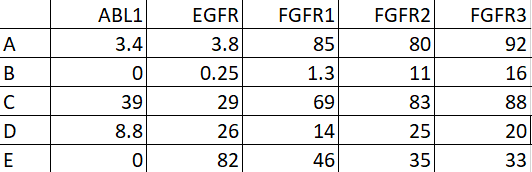 ABL1 EGFR FGFR1 FGFR2 FGFR3
A 3.4 3.8 85 80 92
B 0 0.25 1.3 11 16
C 39 29 69 83 88
D 8.8 26 14 25 20
E 0 82 46 35 33